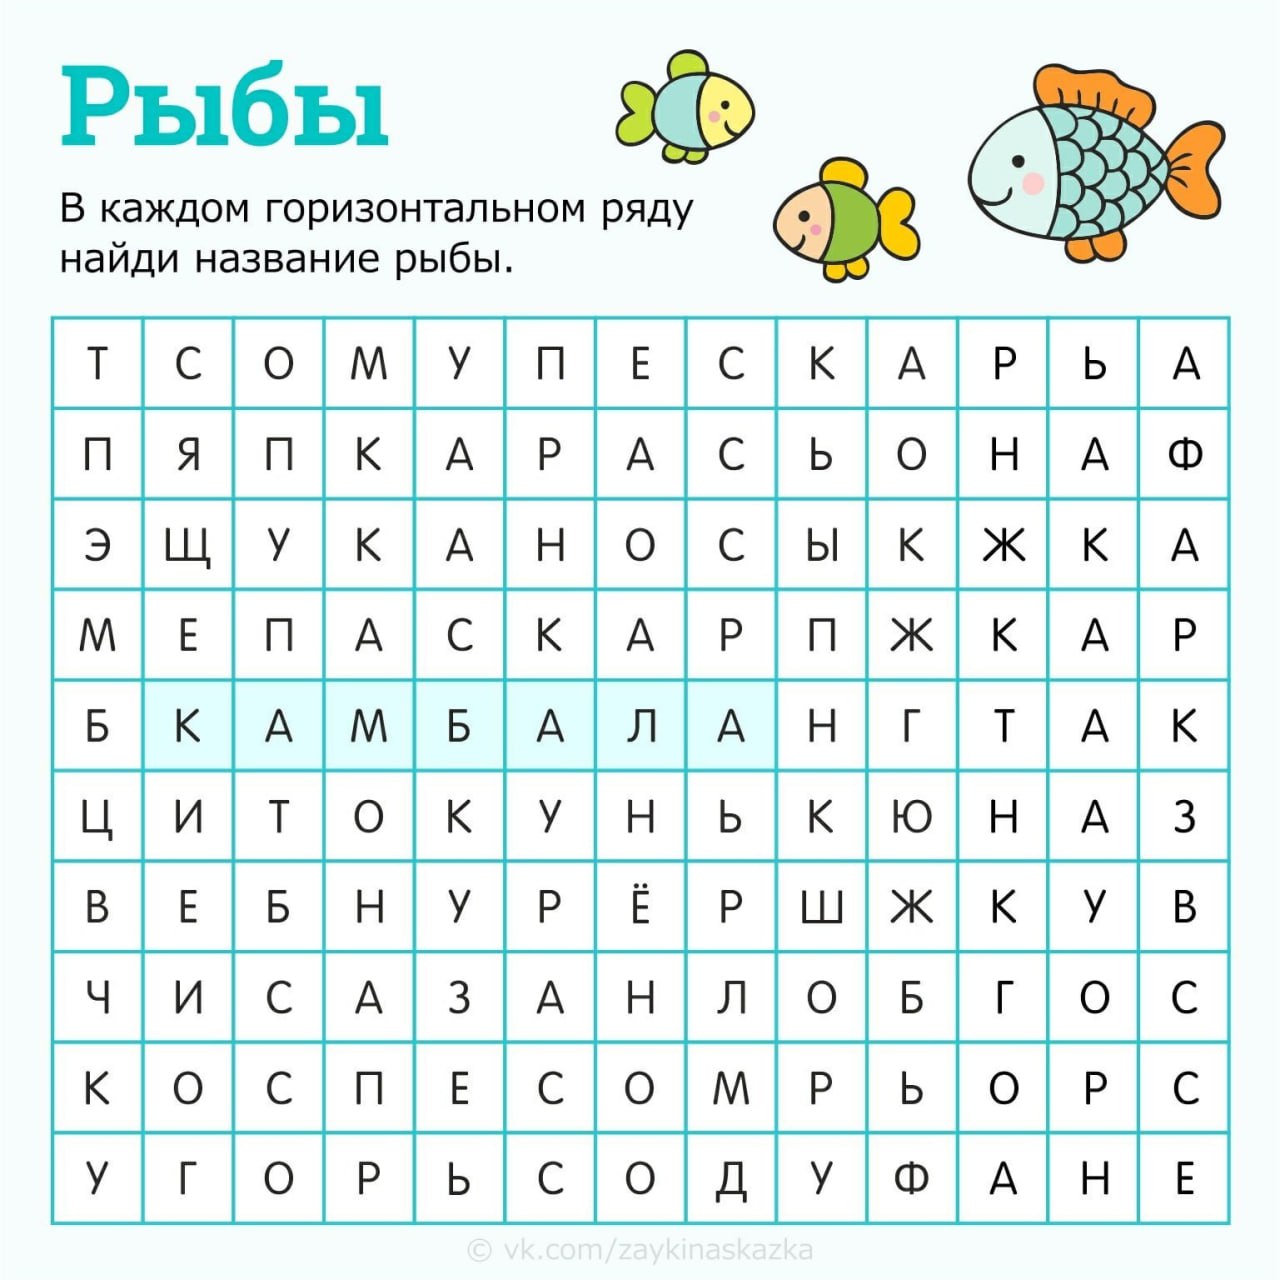 Рыбы
В каждом горизонтальном ряду
найди название рыбы.
Т С О М У П Е С К А Р Ь А
П Я П К А Р А С Ь О Н А Ф
Э Щ У К А Н О С Ы К Ж К А
М Е П А С К А Р П Ж К А Р
Б К А М Б А Л А Н Г Т А К
Ц И Т О К У Н Ь К Ю Н А З
В Е Б Н У Р Ё Р Ш Ж К У В
Ч И С А З А Н Л О Б Г О С
К О С П Е С О М Р Ь О Р С
У Г О Р Ь С О Д У Ф А Н Е
© vk.com/zaykinaskazka